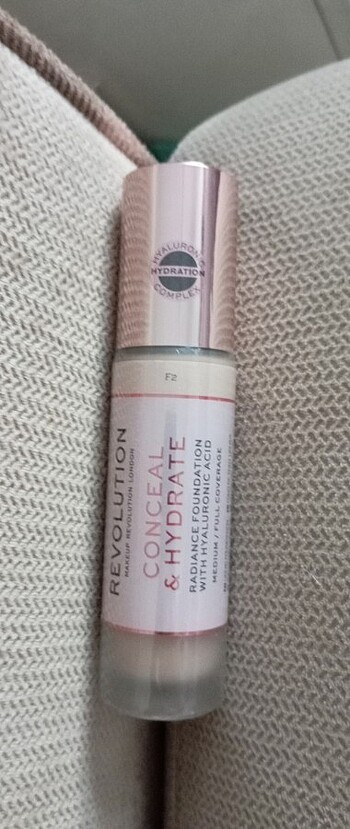 HYALURONIC
HYDRATION
COMPLEX
F2
REVOLUTION
MAKEUP REVOLUTION LONDON
CONCEAL
& HYDRATE
RADIANCE FOUNDATION
WITH HYALURONIC ACID
MEDIUM / FULL COVERAGE